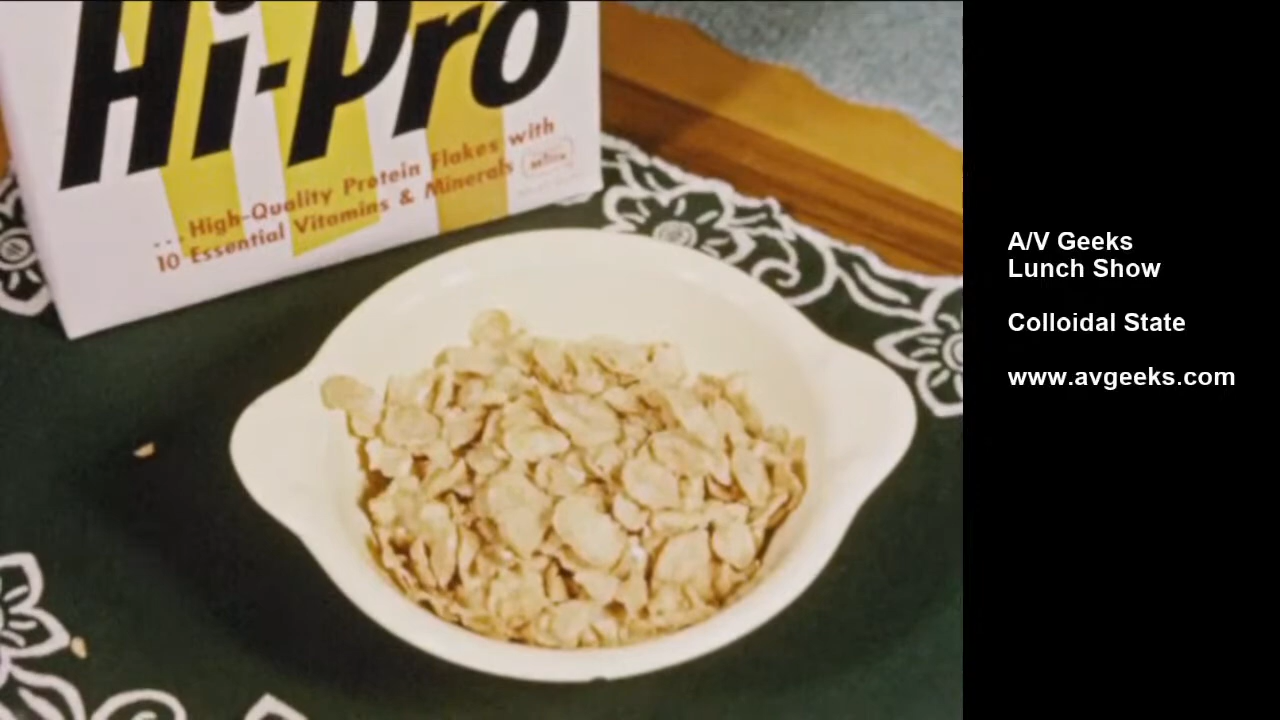 Hi-Pro
...High-Quality Protein Flakes with
10 Essential Vitamins & Minerals
A/V Geeks
Lunch Show
Colloidal State
www.avgeeks.com